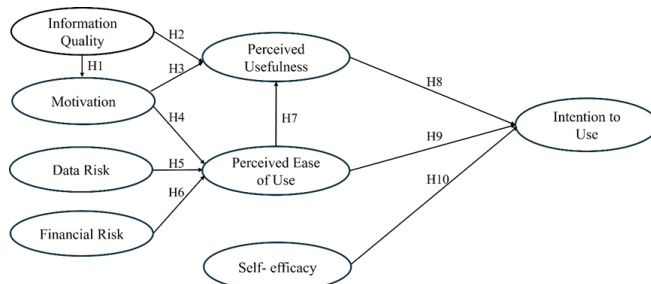 Information
Quality
H1
Motivation
Data Risk
Financial Risk
H2
H3
H4
H5
H6
Perceived
Usefulness
H7
Perceived Ease
of Use
Self- efficacy
H8
H9
H10
Intention to
Use